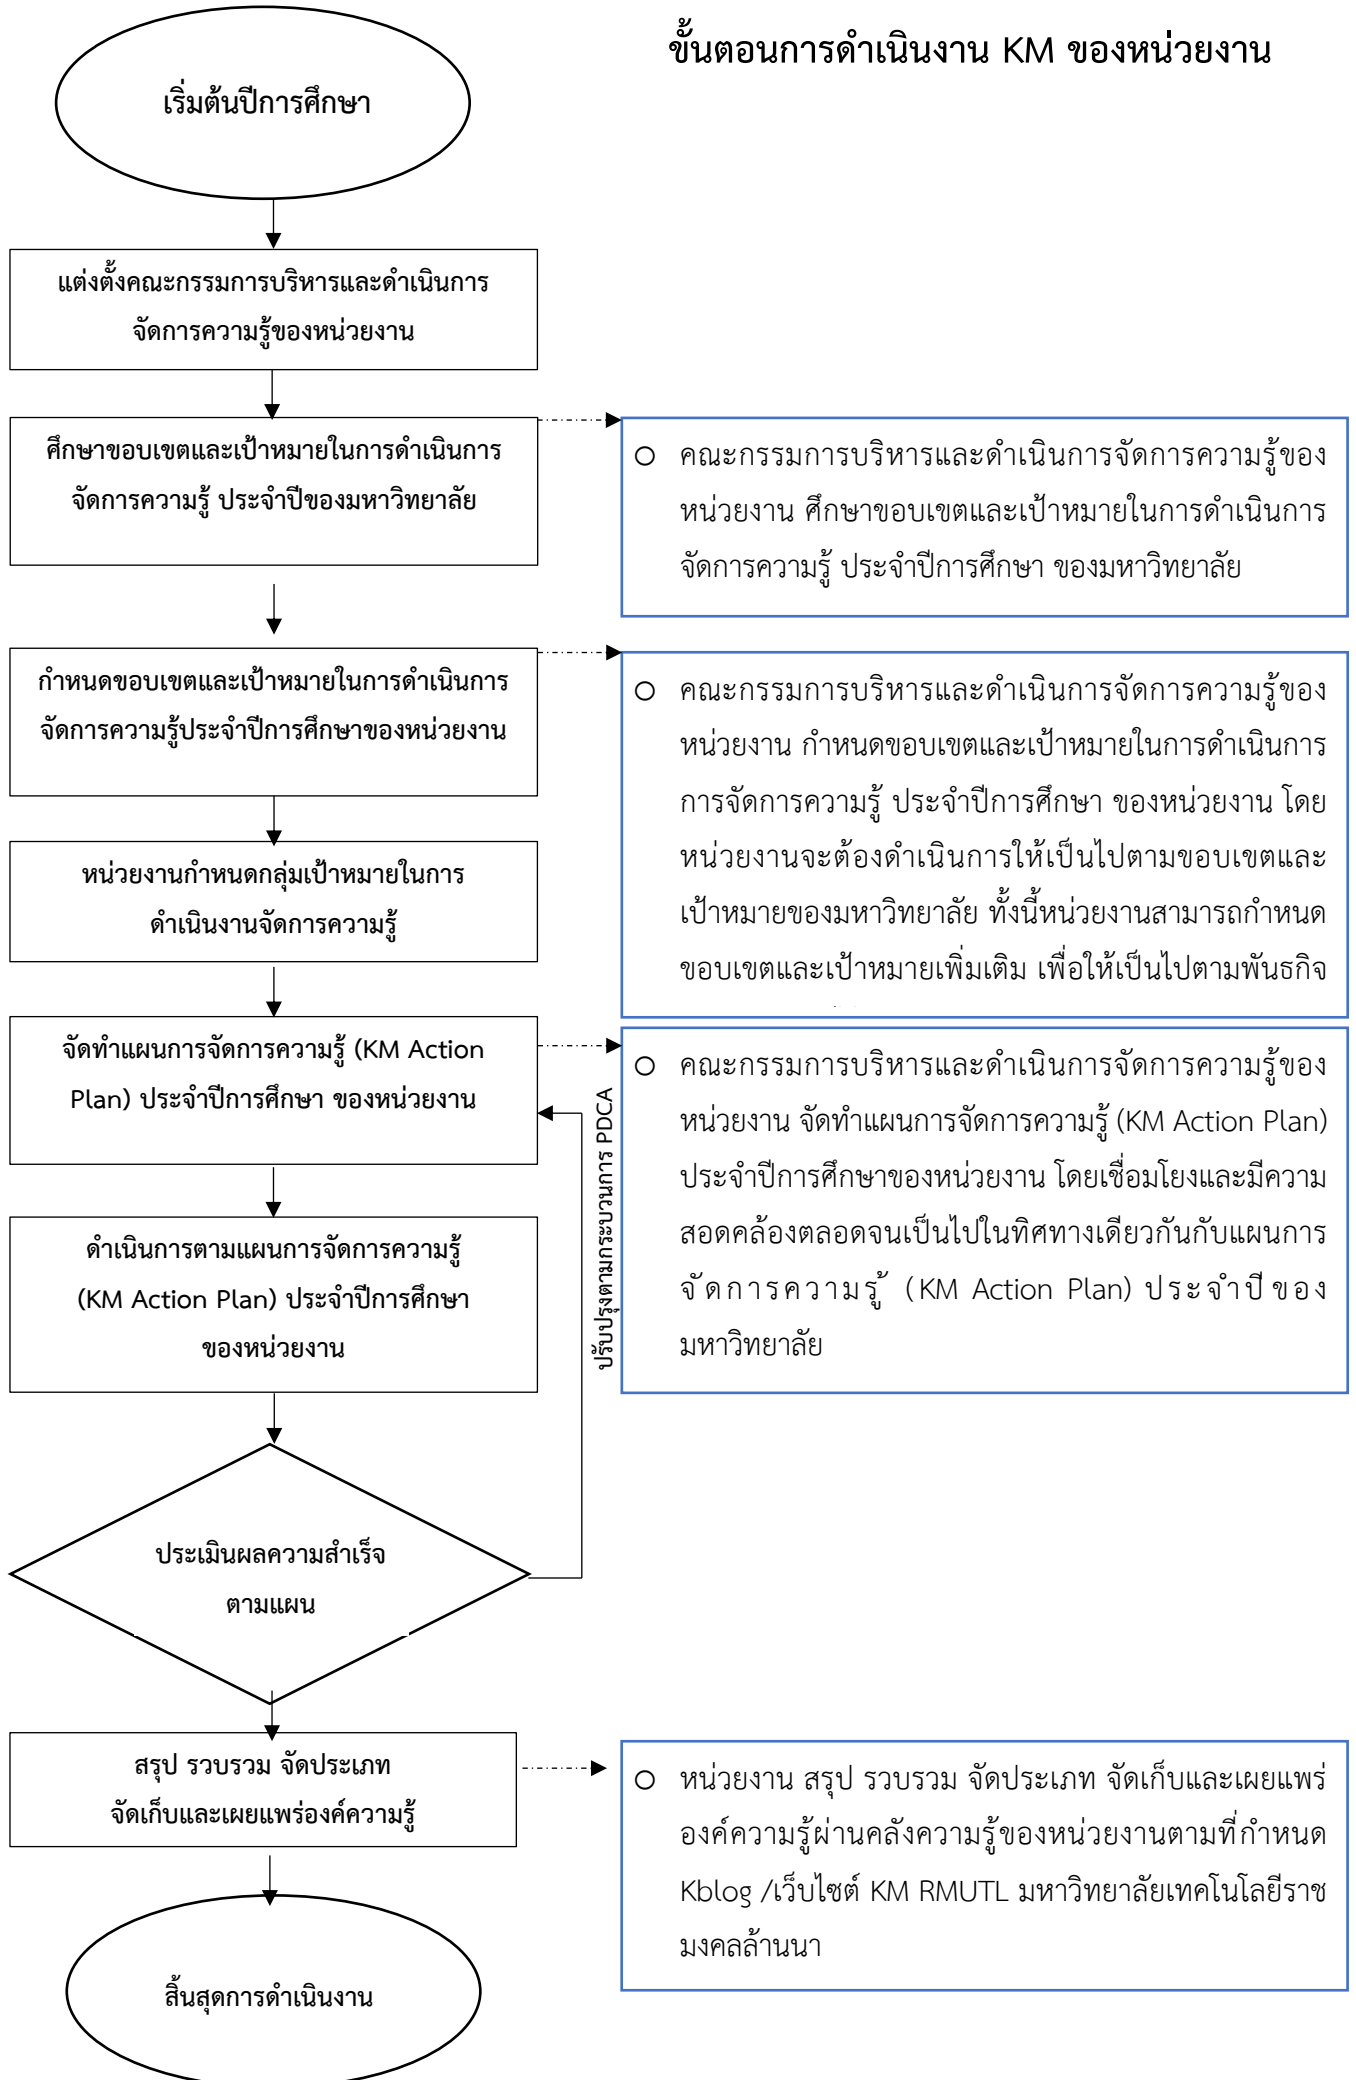 ขั้นตอนการดำเนินงาน KM ของหน่วยงาน
เริ่มต้นปีการศึกษา
แต่งตั้งคณะกรรมการบริหารและดำเนินการ
จัดการความรู้ของหน่วยงาน
ศึกษาขอบเขตและเป้าหมายในการดำเนินการ
จัดการความรู้ ประจำปีของมหาวิทยาลัย
คณะกรรมการบริหารและดำเนินการจัดการความรู้ของ
หน่วยงาน ศึกษาขอบเขตและเป้าหมายในการดำเนินการ
จัดการความรู้ ประจำปีการศึกษา ของมหาวิทยาลัย
กำหนดขอบเขตและเป้าหมายในการดำเนินการ
จัดการความรู้ประจำปีการศึกษาของหน่วยงาน
คณะกรรมการบริหารและดำเนินการจัดการความรู้ของ
หน่วยงาน กำหนดขอบเขตและเป้าหมายในการดำเนินการ
การจัดการความรู้ ประจำปีการศึกษา ของหน่วยงาน โดย
หน่วยงานจะต้องดำเนินการให้เป็นไปตามขอบเขตและ
เป้าหมายของมหาวิทยาลัย ทั้งนี้หน่วยงานสามารถกำหนด
ขอบเขตและเป้าหมายเพิ่มเติม เพื่อให้เป็นไปตามพันธกิจ
หน่วยงานกำหนดกลุ่มเป้าหมายในการ
ดำเนินงานจัดการความรู้
จัดทำแผนการจัดการความรู้ (KM Action
Plan) ประจำปีการศึกษา ของหน่วยงาน
คณะกรรมการบริหารและดำเนินการจัดการความรู้ของ
หน่วยงาน จัดทำแผนการจัดการความรู้ (KM Action Plan)
ประจำปีการศึกษาของหน่วยงาน โดยเชื่อมโยงและมีความ
สอดคล้องตลอดจนเป็นไปในทิศทางเดียวกันกับแผนการ
จัดการความรู้ (KM Action Plan) ประจำปี ของ
มหาวิทยาลัย
ปรับปรุงตามกระบวนการ PDCA
ดำเนินการตามแผนการจัดการความรู้
(KM Action Plan) ประจำปีการศึกษา
ของหน่วยงาน
ประเมินผลความสำเร็จ
ตามแผน
สรุป รวบรวม จัดประเภท
จัดเก็บและเผยแพร่องค์ความรู้
หน่วยงาน สรุป รวบรวม จัดประเภท จัดเก็บและเผยแพร่
องค์ความรู้ผ่านคลังความรู้ของหน่วยงานตามที่กำหนด
Kblog /เว็บไซต์ KM RMUTL มหาวิทยาลัยเทคโนโลยีราช
มงคลล้านนา
สิ้นสุดการดำเนินงาน